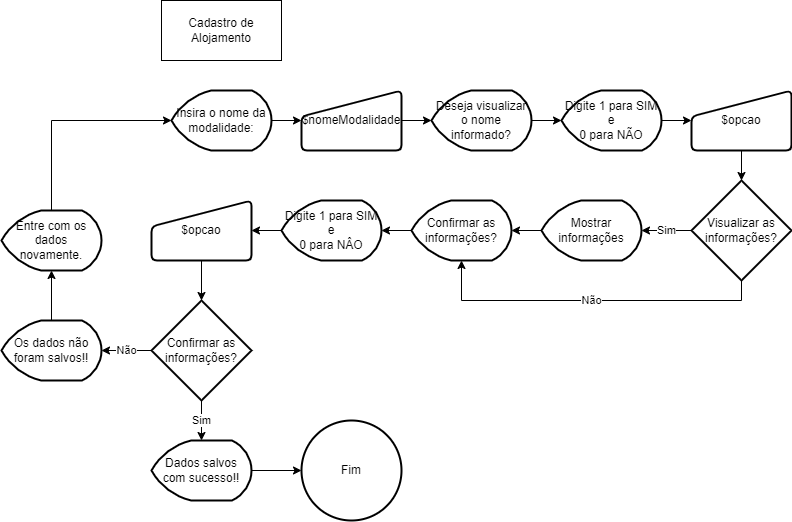 Cadastro de
Alojamento
Insira o nome da
modalidade:
$nomeModalidade
Deseja visualizar
o nome
informado?
Digite 1 para SIM
e
0 para NÃO
$opcao
Visualizar as
informações?
Sim
Mostrar
informações
Confirmar as
informações?
Digite 1 para SIM
e
0 para NÂO
$opcao
Não
Confirmar as
informações?
Não
Os dados não
foram salvos!!
Entre com os
dados
novamente.
Sim
Dados salvos
com sucesso!!
Fim